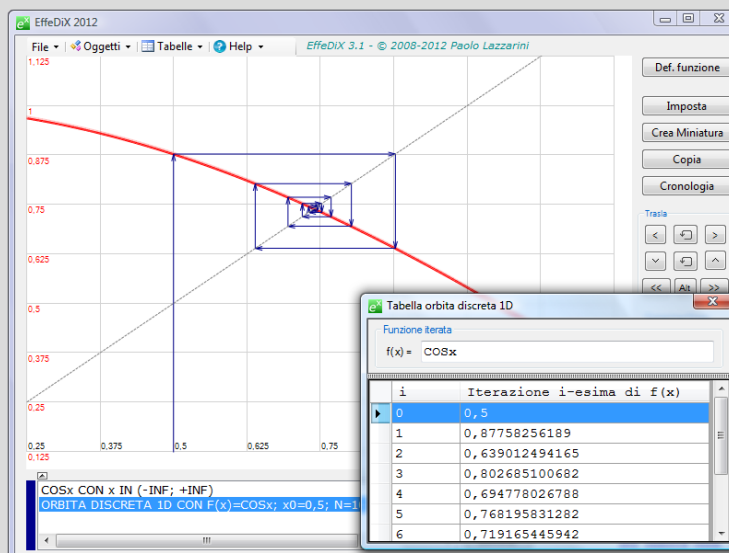 EffeDiX 2012
File Oggetti Tabelle Help EffeDiX 3.1 - © 2008-2012 Paolo Lazzarini
1.125
1
0.875
0.75
0.625
0.5
0.375
0.25
0,25 0,375 0,5 0,625 0,75
0.125
Def. funzione
Imposta
Crea Miniatura
Copia
Cronologia
Trasla
< >
<< Alt >>
COSx CON x IN (-INF; +INF)
ORBITA DISCRETA 1D CON F(x)=COSx; x0=0,5;
Tabella orbita discreta 1D
Funzione iterata
f(x) = COSx
i Iterazione i-esima di f(x)
0 0,5
1 0,87758256189
2 0,639012494165
3 0,802685100682
4 0,694778026788
5 0,768195831282
6 0,719165445942